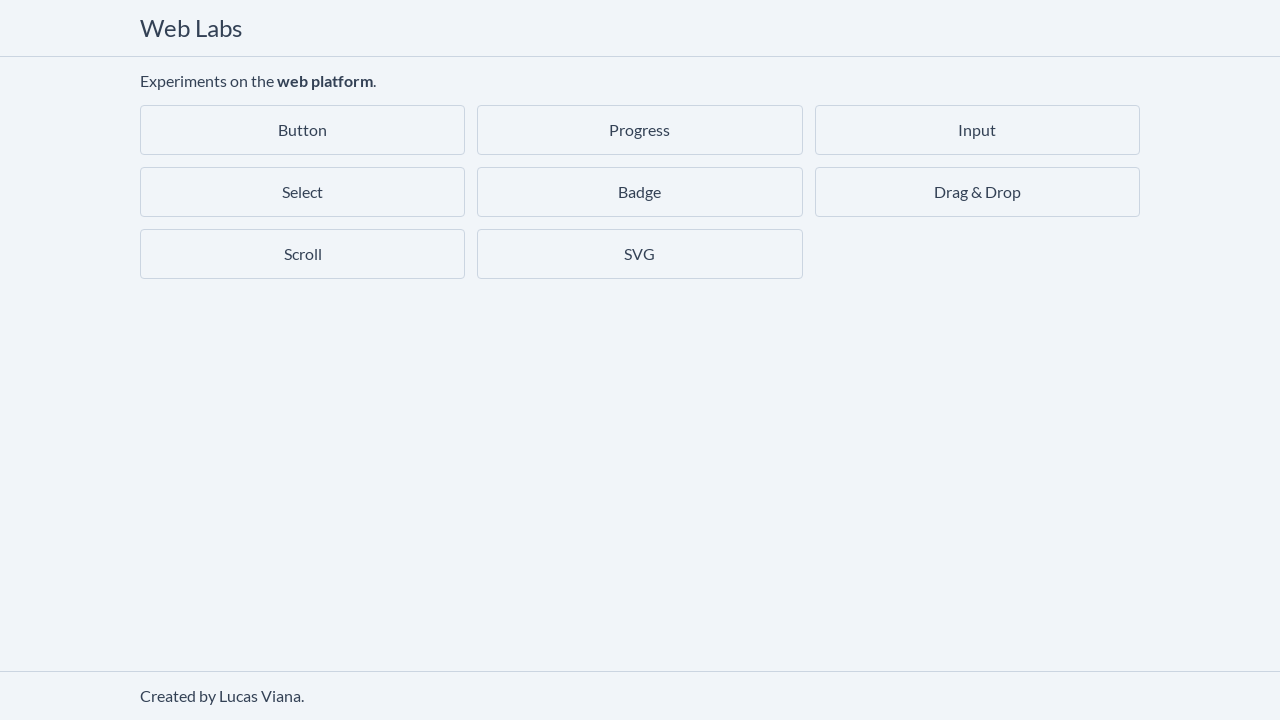 Web Labs
Experiments on the web platform.
Button
Progress
Input
Select
Badge
Drag & Drop
Scroll
SVG
Created by Lucas Viana.